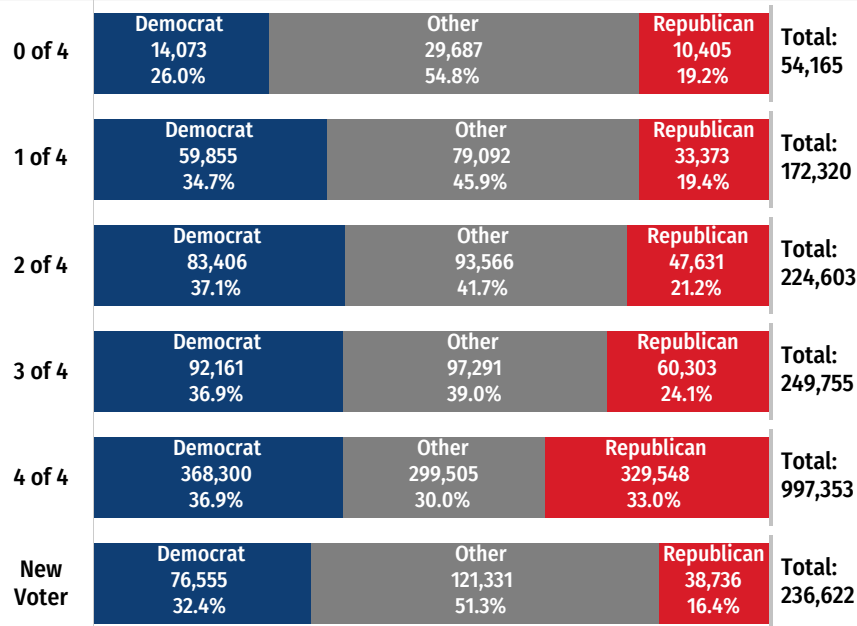 0 of 4
Democrat
14,073
26.0%
Other
29,687
54.8%
Republican
10,405
19.2%
Total:
54,165
1 of 4
Democrat
59,855
34.7%
Other
79,092
45.9%
Republican
33,373
19.4%
Total:
172,320
2 of 4
Democrat
83,406
37.1%
Other
93,566
41.7%
Republican
47,631
21.2%
Total:
224,603
3 of 4
Democrat
92,161
36.9%
Other
97,291
39.0%
Republican
60,303
24.1%
Total:
249,755
4 of 4
Democrat
368,300
36.9%
Other
299,505
30.0%
Republican
329,548
33.0%
Total:
997,353
New
Voter
Democrat
76,555
32.4%
Other
121,331
51.3%
Republican
38,736
16.4%
Total:
236,622